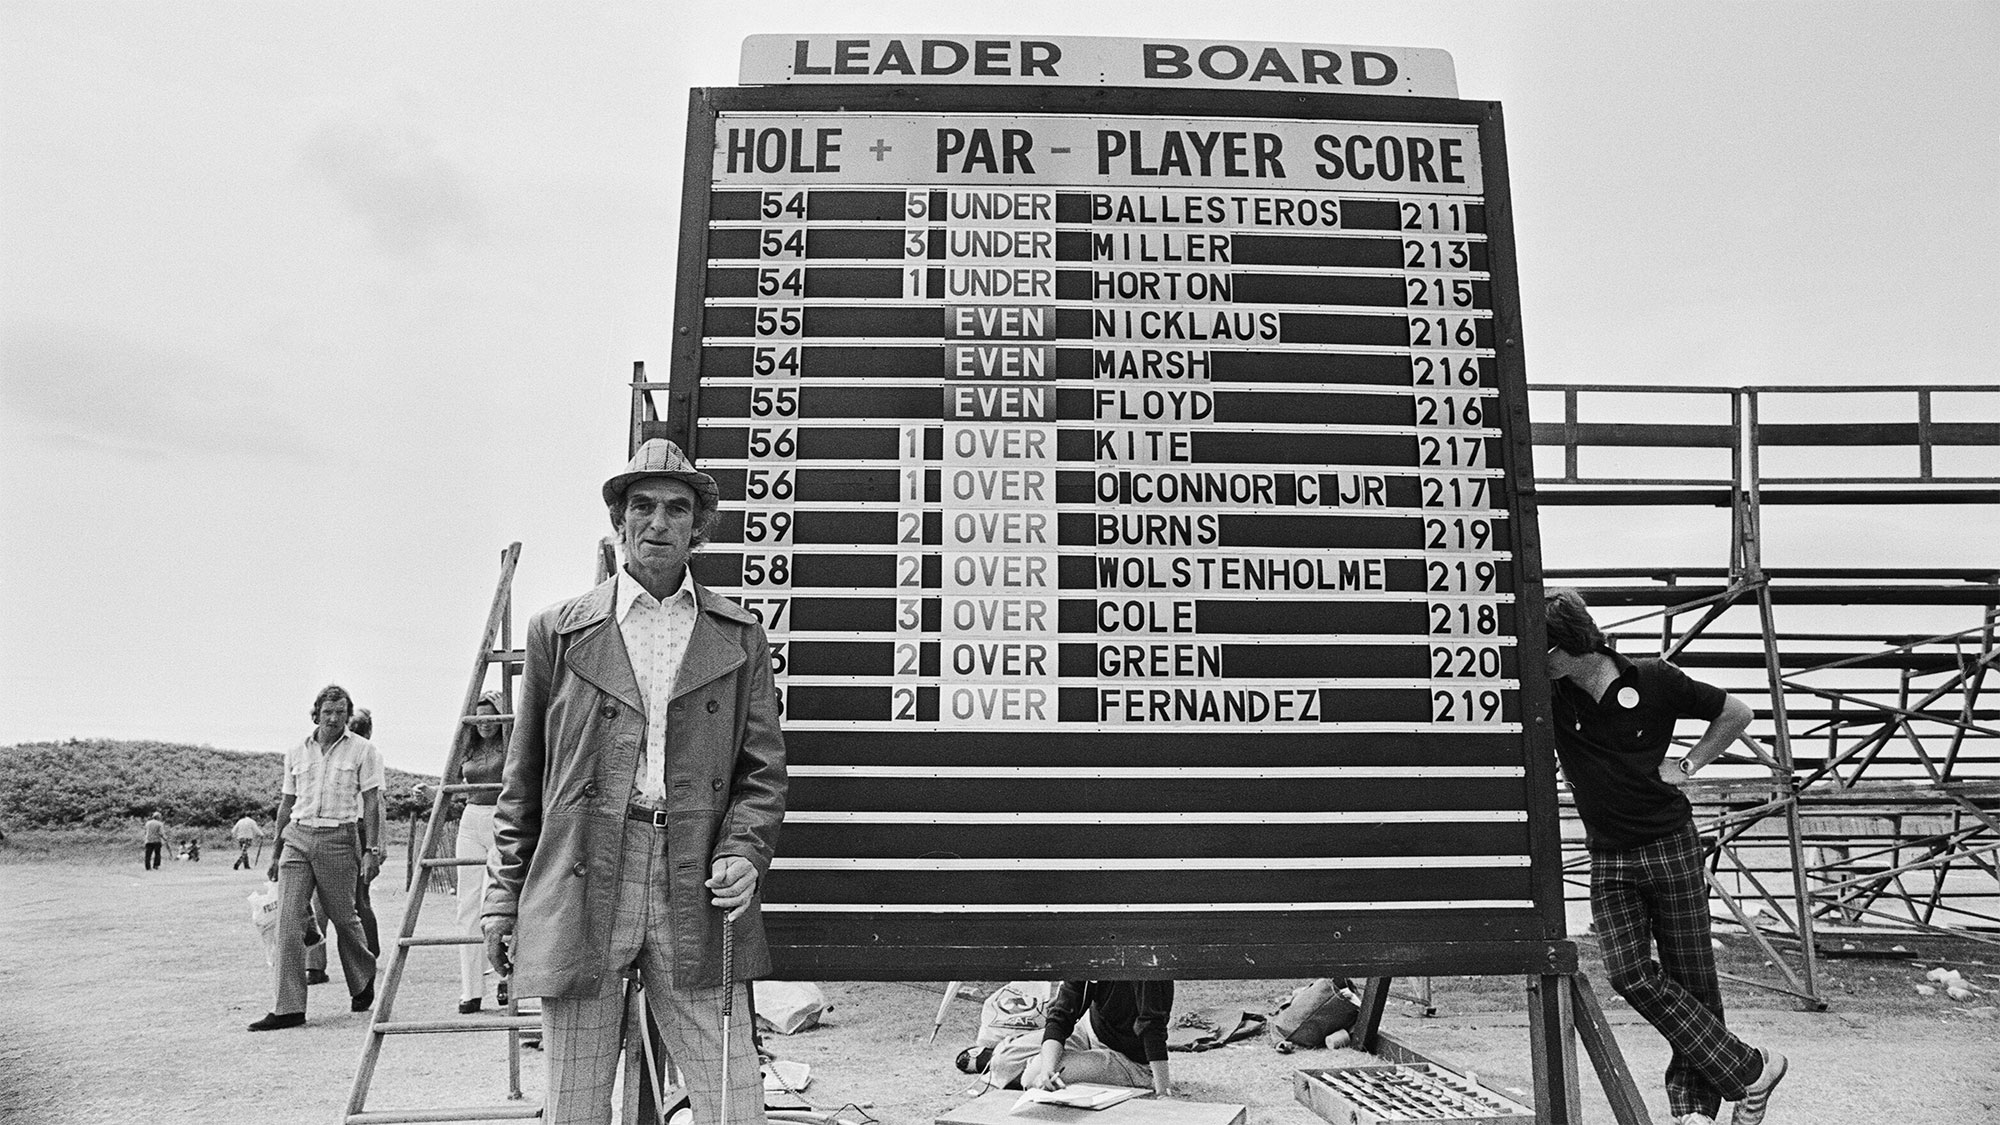 LEADER BOARD
HOLE + PAR - PLAYER SCORE
54 5 UNDER BALLESTEROS 211
54 3 UNDER MILLER 213
54 1 UNDER HORTON 215
55 EVEN NICKLAUS 216
54 EVEN MARSH 216
55 EVEN FLOYD 216
56 1 OVER KITE 217
56 1 OVER O CONNOR C JR 217
59 2 OVER BURNS 219
58 2 OVER WOLSTENHOLME 219
57 3 OVER COLE 218
3 2 OVER GREEN 220
8 2 OVER FERNANDEZ 219